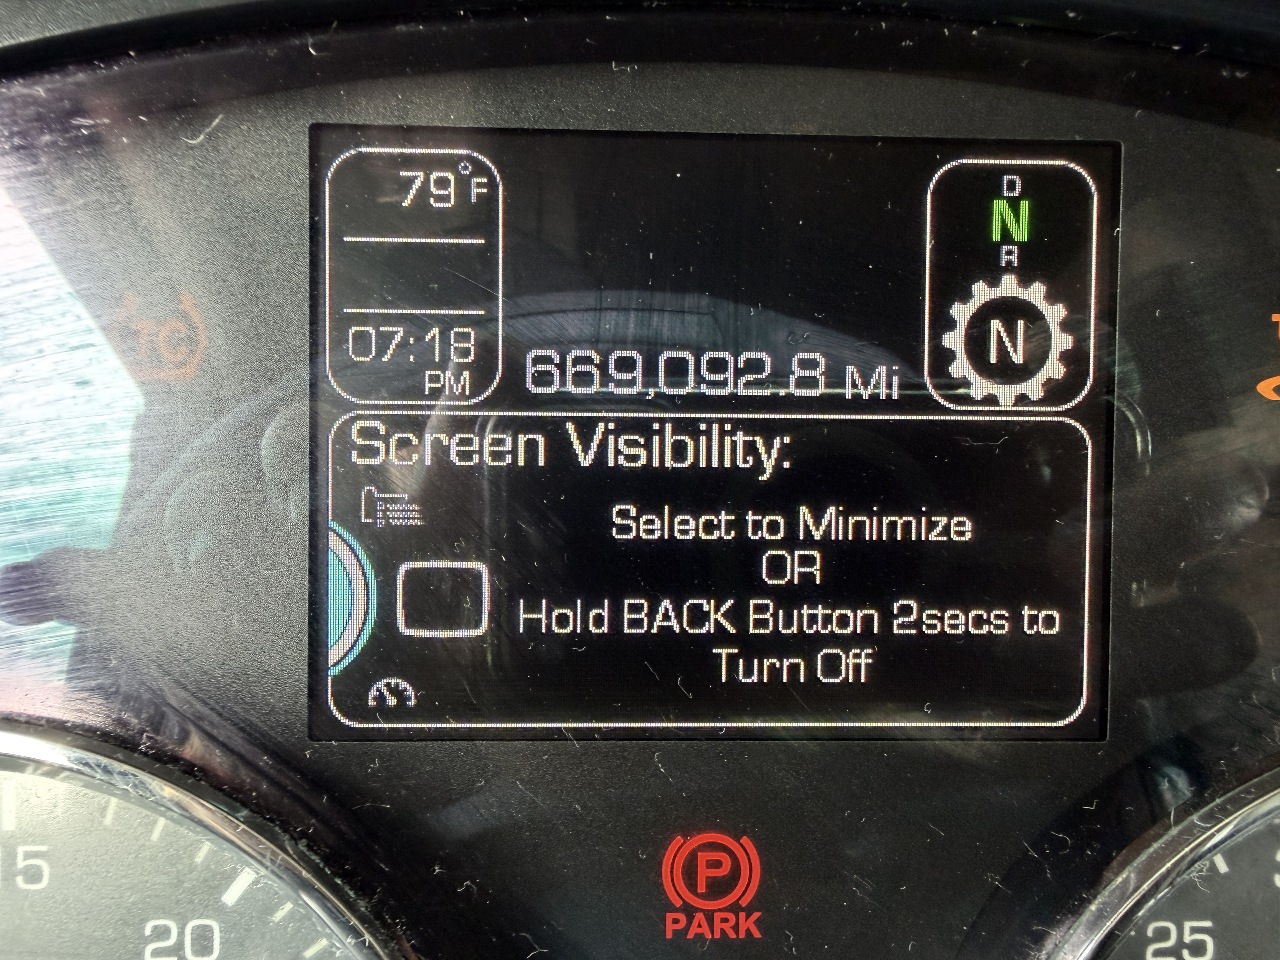 79°F
07:18
PM
669,092.8 Mi
D
N
R
N
Screen Visibility:
Select to Minimize
OR
Hold BACK Button 2secs to
Turn Off
TC
P
PARK
15
20
25